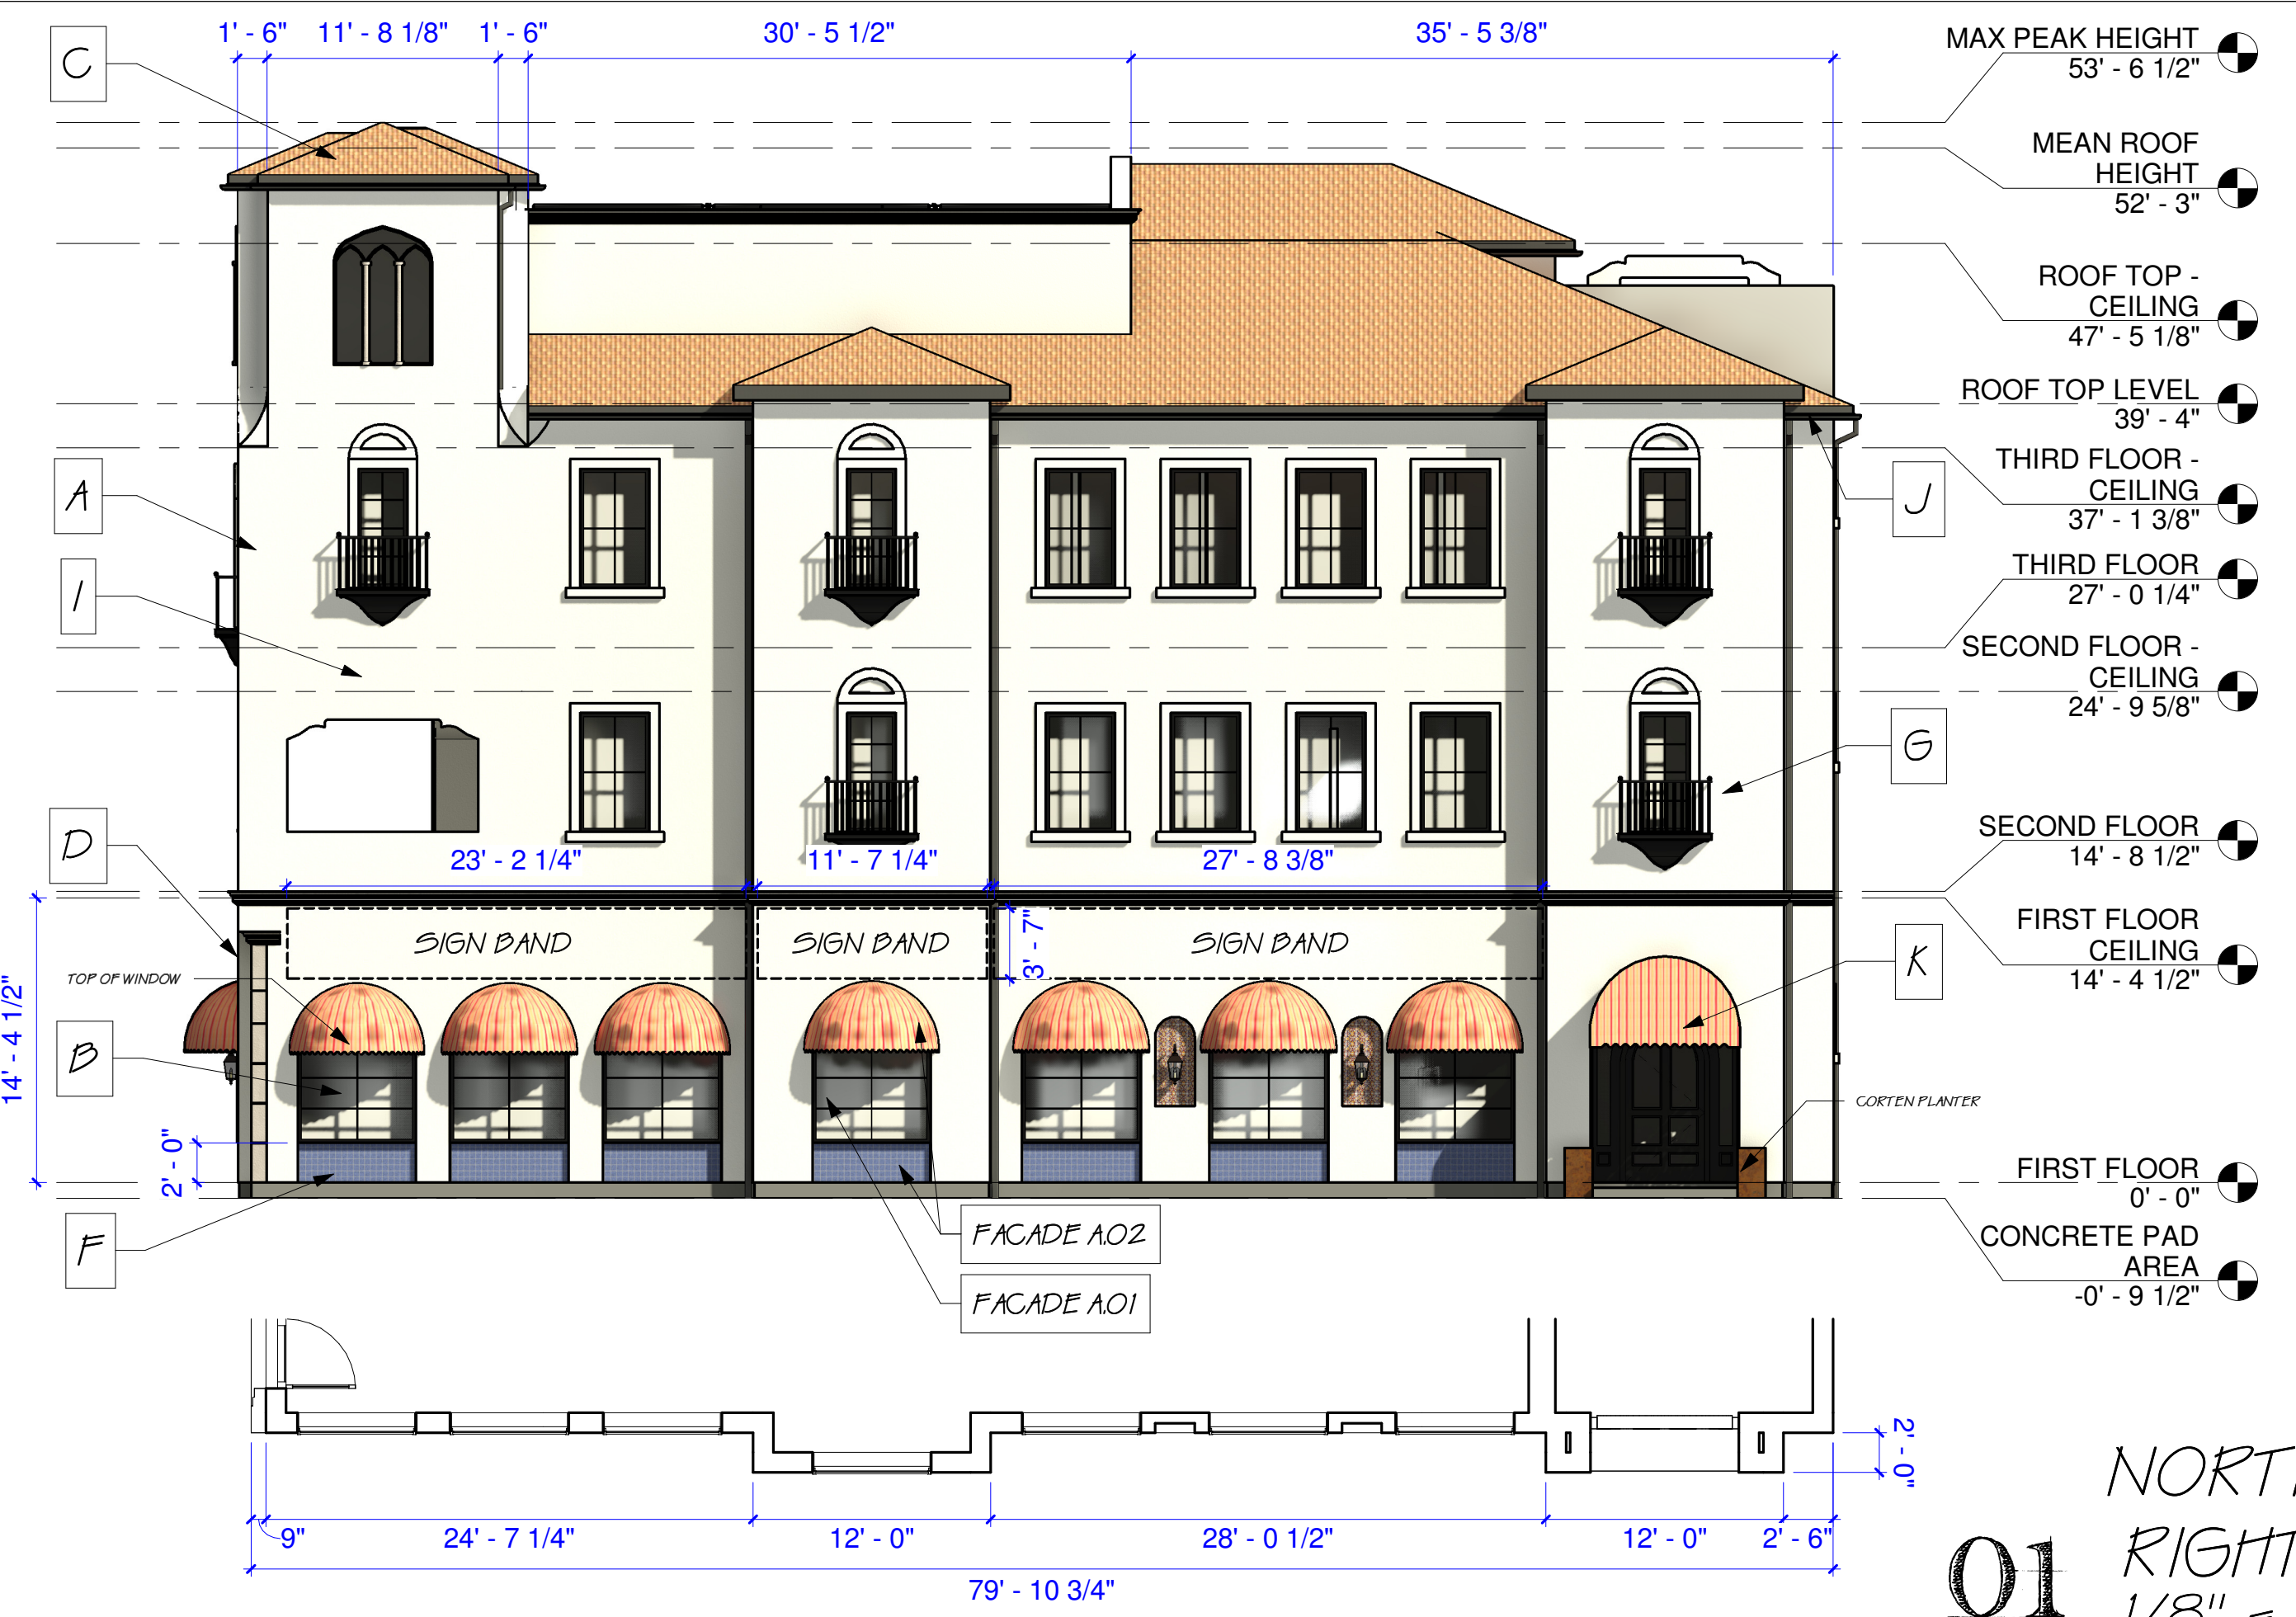 1' - 6" 11' - 8 1/8" 1' - 6" 30' - 5 1/2" 35' - 5 3/8"
C
MAX PEAK HEIGHT
53' - 6 1/2"
MEAN ROOF
HEIGHT
52' - 3"
ROOF TOP -
CEILING
47' - 5 1/8"
ROOF TOP LEVEL
39' - 4"
THIRD FLOOR -
CEILING
37' - 1 3/8"
A
J
I
THIRD FLOOR
27' - 0 1/4"
SECOND FLOOR -
CEILING
24' - 9 5/8"
G
D
SECOND FLOOR
14' - 8 1/2"
23' - 2 1/4" 11' - 7 1/4" 27' - 8 3/8"
SIGN BAND SIGN BAND 3' - 7" SIGN BAND
FIRST FLOOR
CEILING
14' - 4 1/2"
K
TOP OF WINDOW
14' - 4 1/2"
B
CORTEN PLANTER
2' - 0"
FIRST FLOOR
0' - 0"
F
FACADE A.02
FACADE A.01
CONCRETE PAD
AREA
-0' - 9 1/2"
2' - 0"
9" 24' - 7 1/4" 12' - 0" 28' - 0 1/2" 12' - 0" 2' - 6"
79' - 10 3/4"
01
NORT
RIGHT
1/8" =